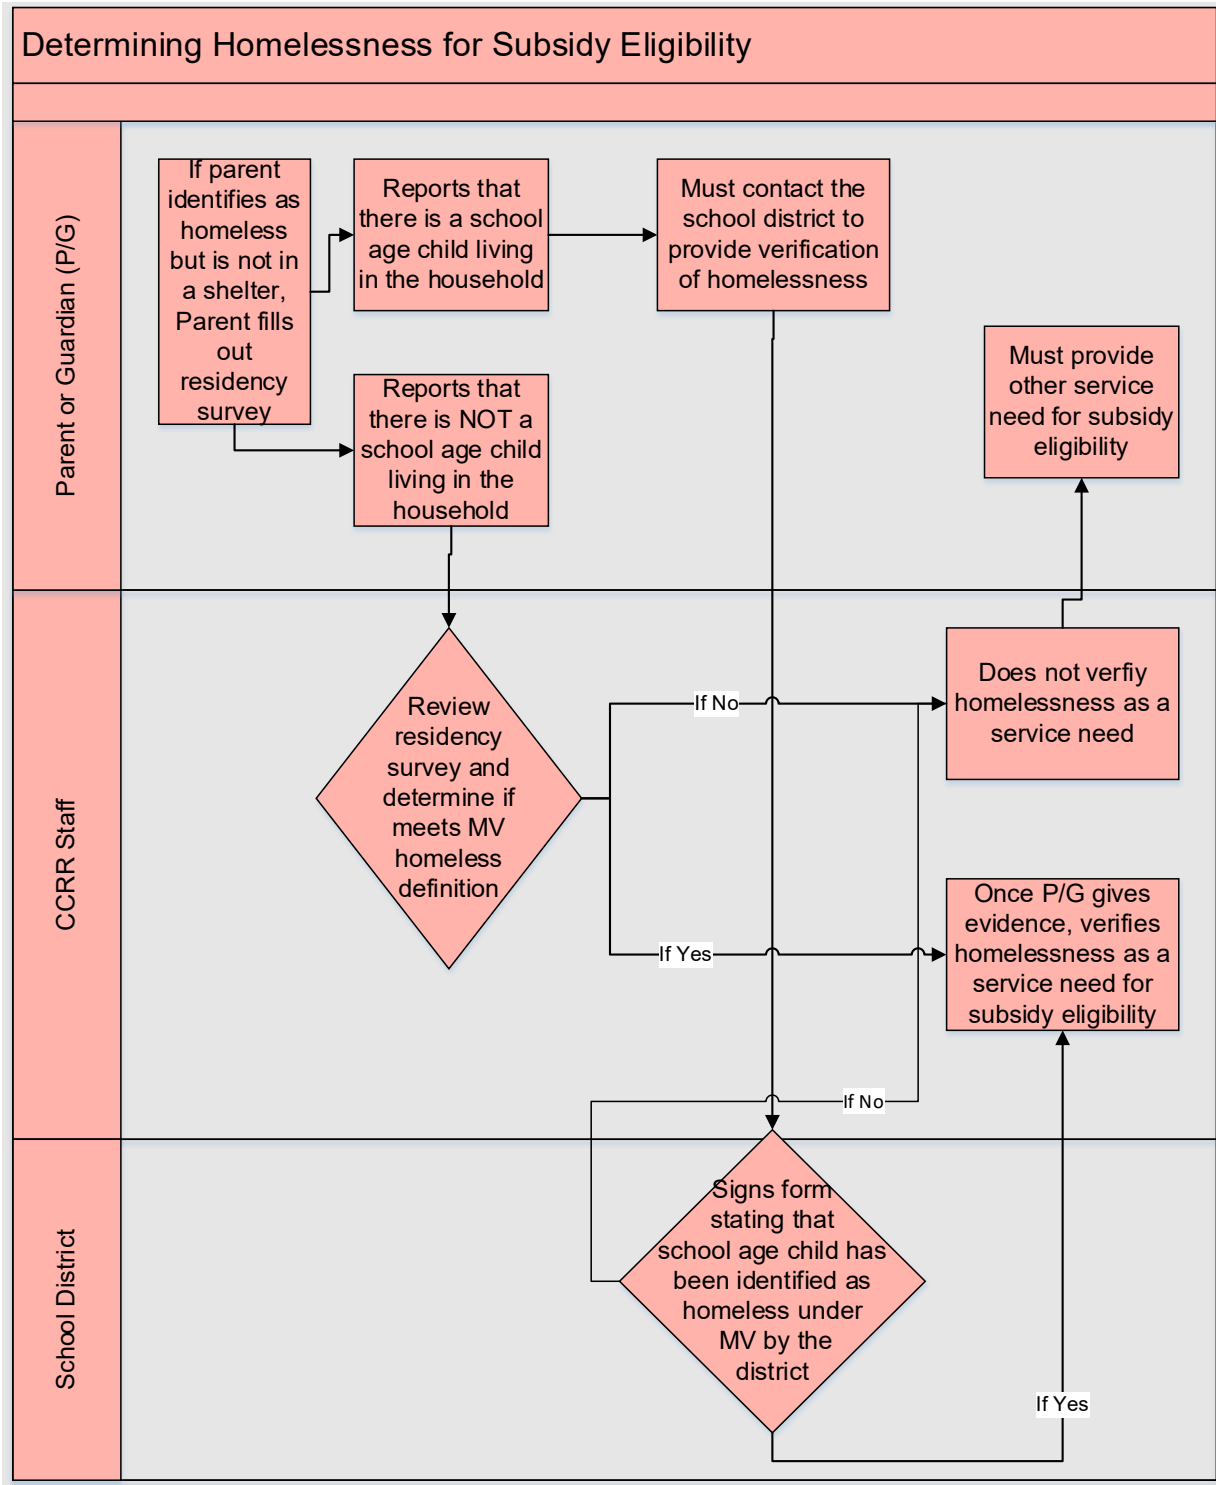 Determining Homelessness for Subsidy Eligibility
Parent or Guardian (P/G)
If parent
identifies as
homeless
but is not in
a shelter,
Parent fills
out
residency
survey
Reports that
there is a school
age child living
in the household
Must contact the
school district to
provide verification
of homelessness
Reports that
there is NOT a
school age child
living in the
household
Must provide
other service
need for subsidy
eligibility
CCRR Staff
Review
residency
survey and
determine if
meets MV
homeless
definition
If No
Does not verfiy
homelessness as a
service need
If Yes
Once P/G gives
evidence, verifies
homelessness as a
service need for
subsidy eligibility
If No
School District
Signs form
stating that
school age child has
been identified as
homeless under
MV by the
district
If Yes